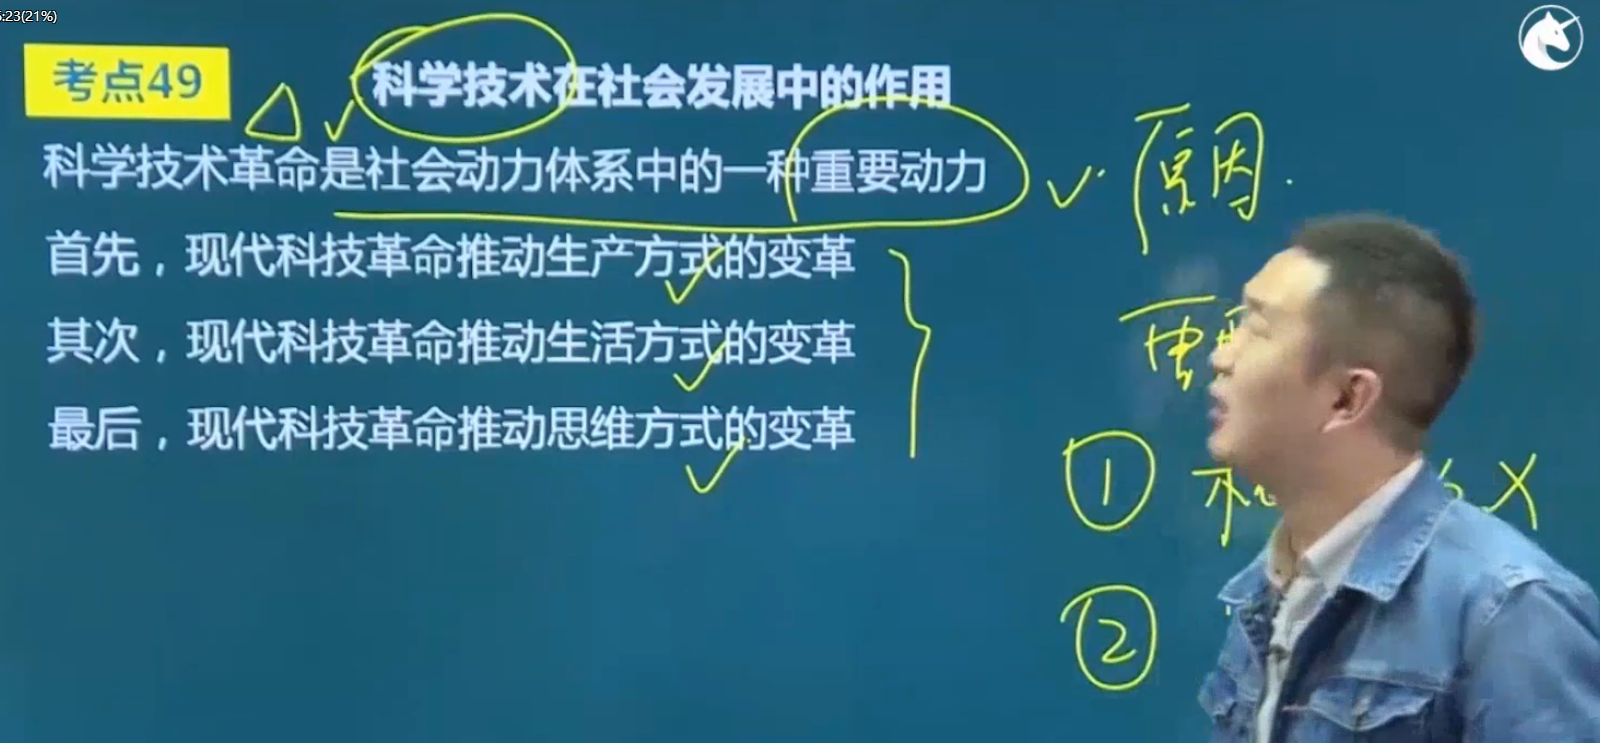 :23(21%)
考点49
科学技术在社会发展中的作用
科学技术革命是社会动力体系中的一种重要动力
首先，现代科技革命推动生产方式的变革
其次，现代科技革命推动生活方式的变革
最后，现代科技革命推动思维方式的变革
原因.
①
②